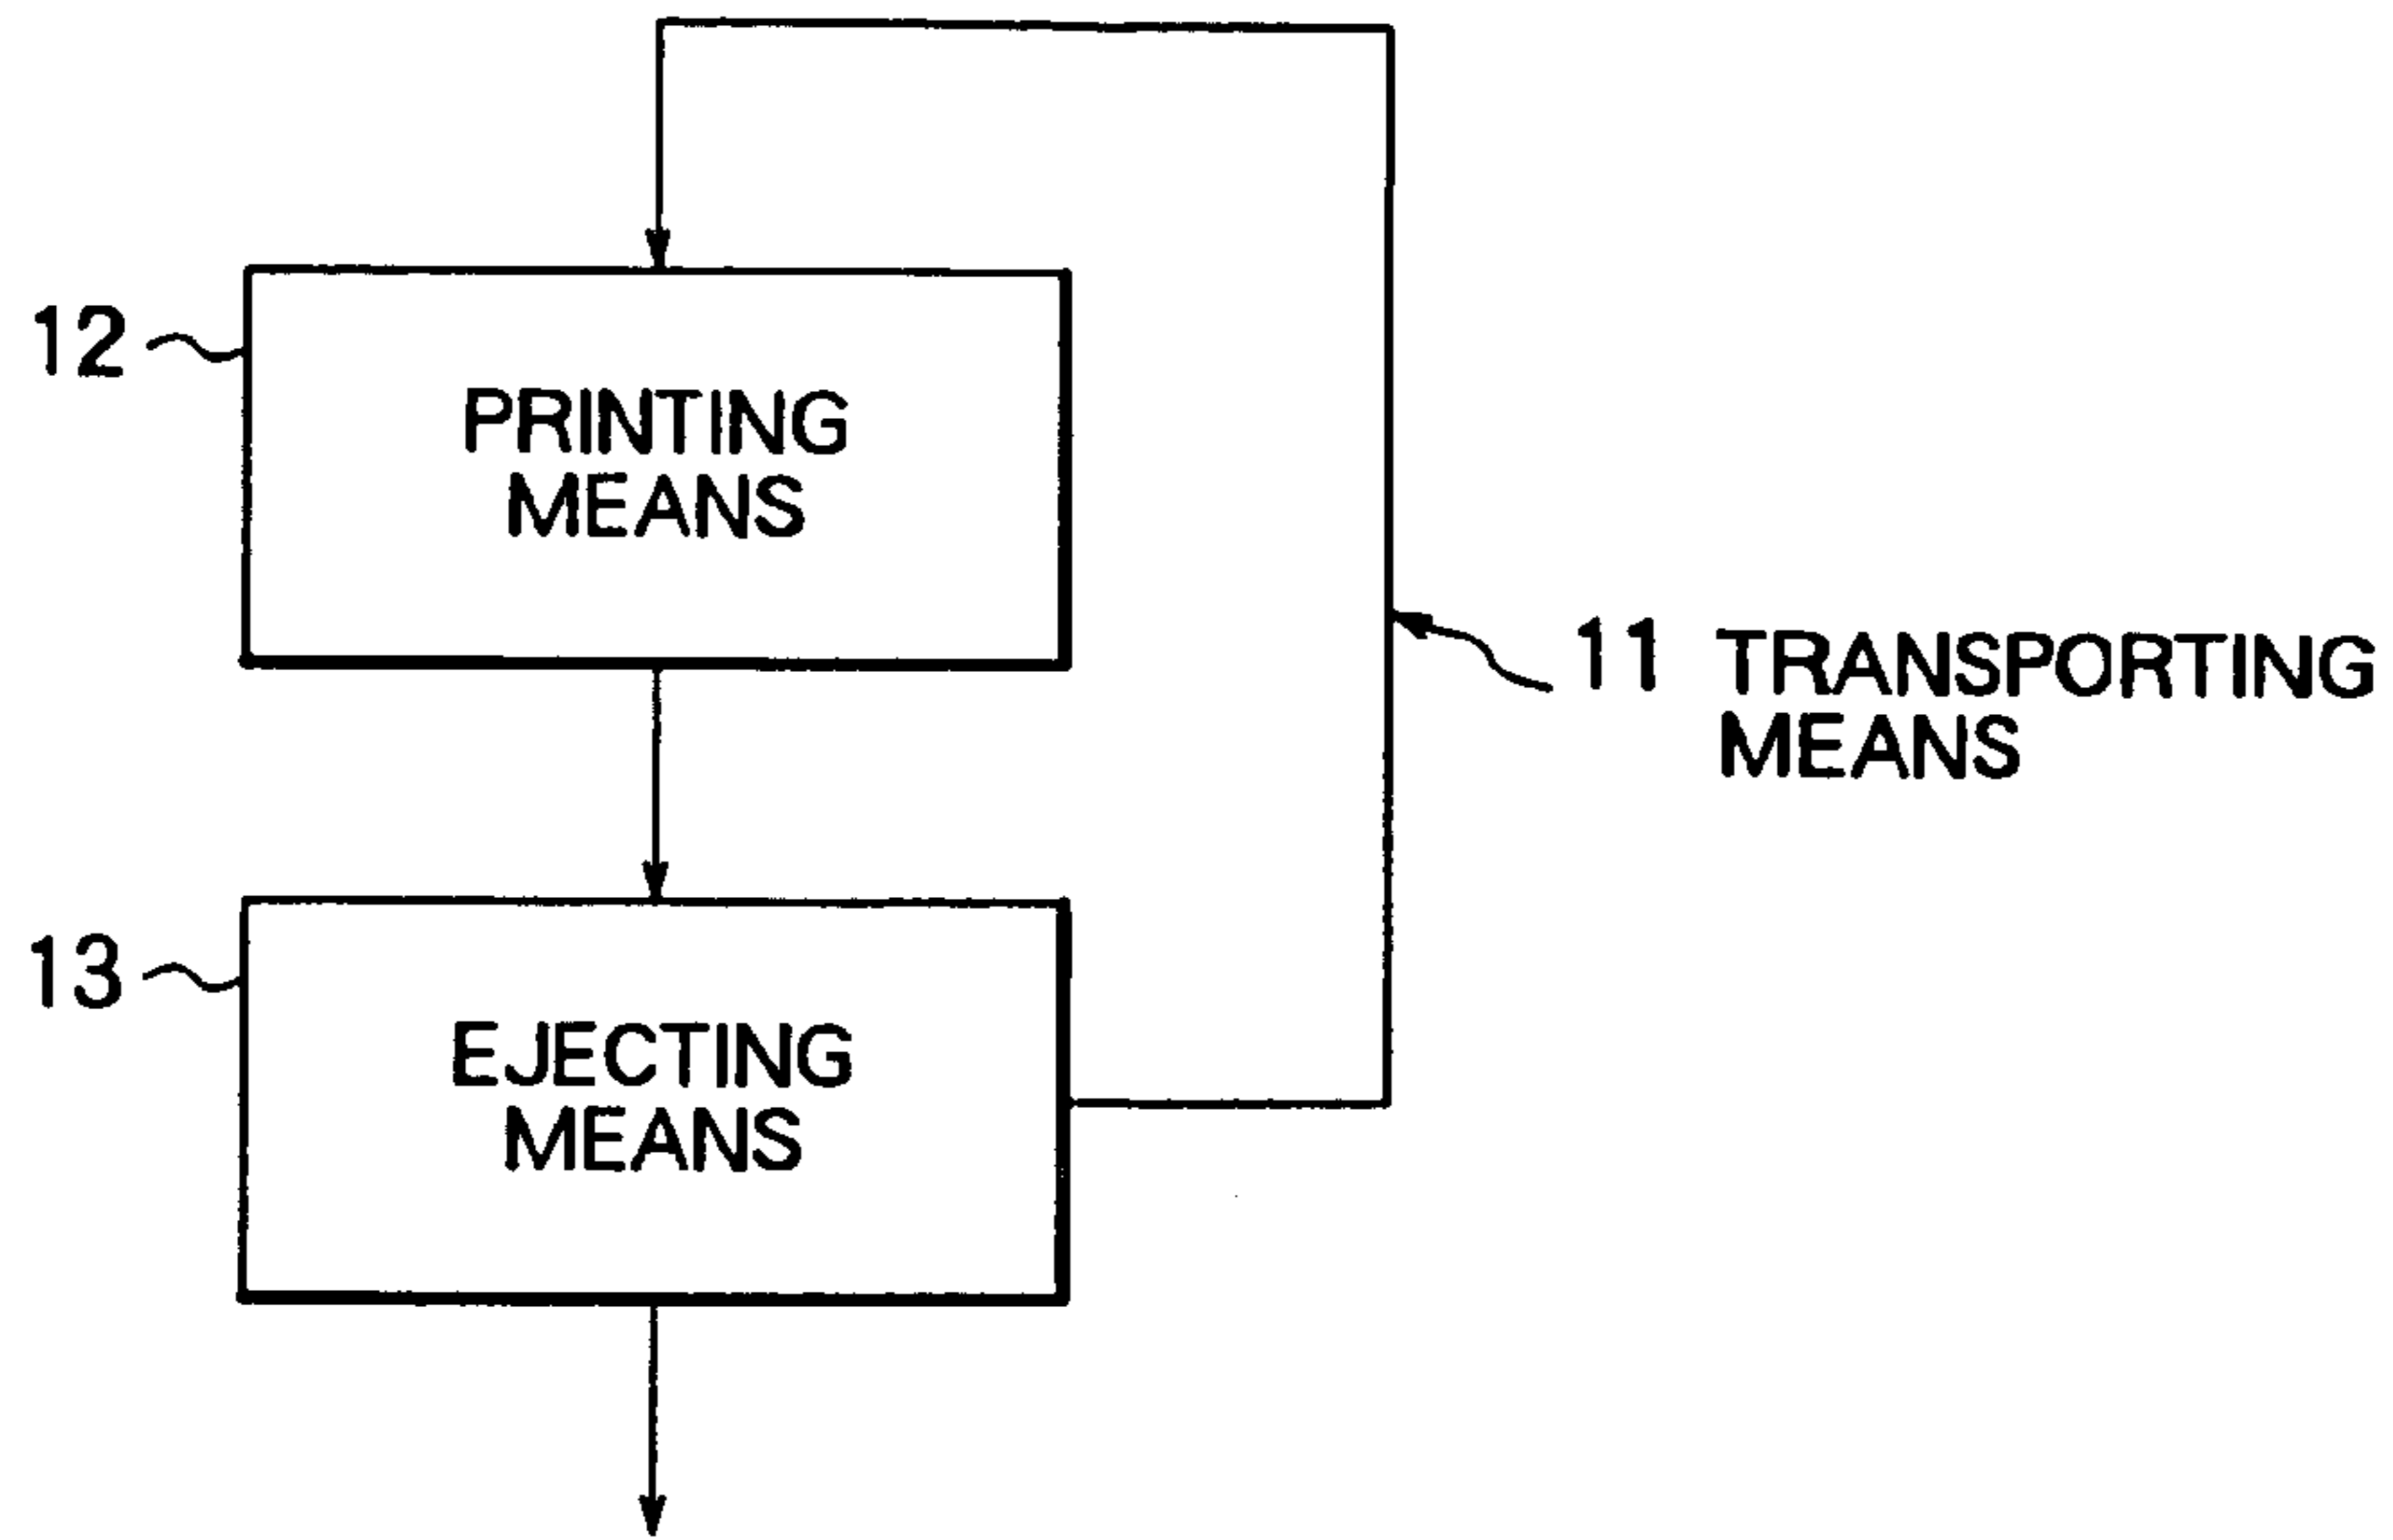 12
PRINTING
MEANS
11 TRANSPORTING
MEANS
13
EJECTING
MEANS